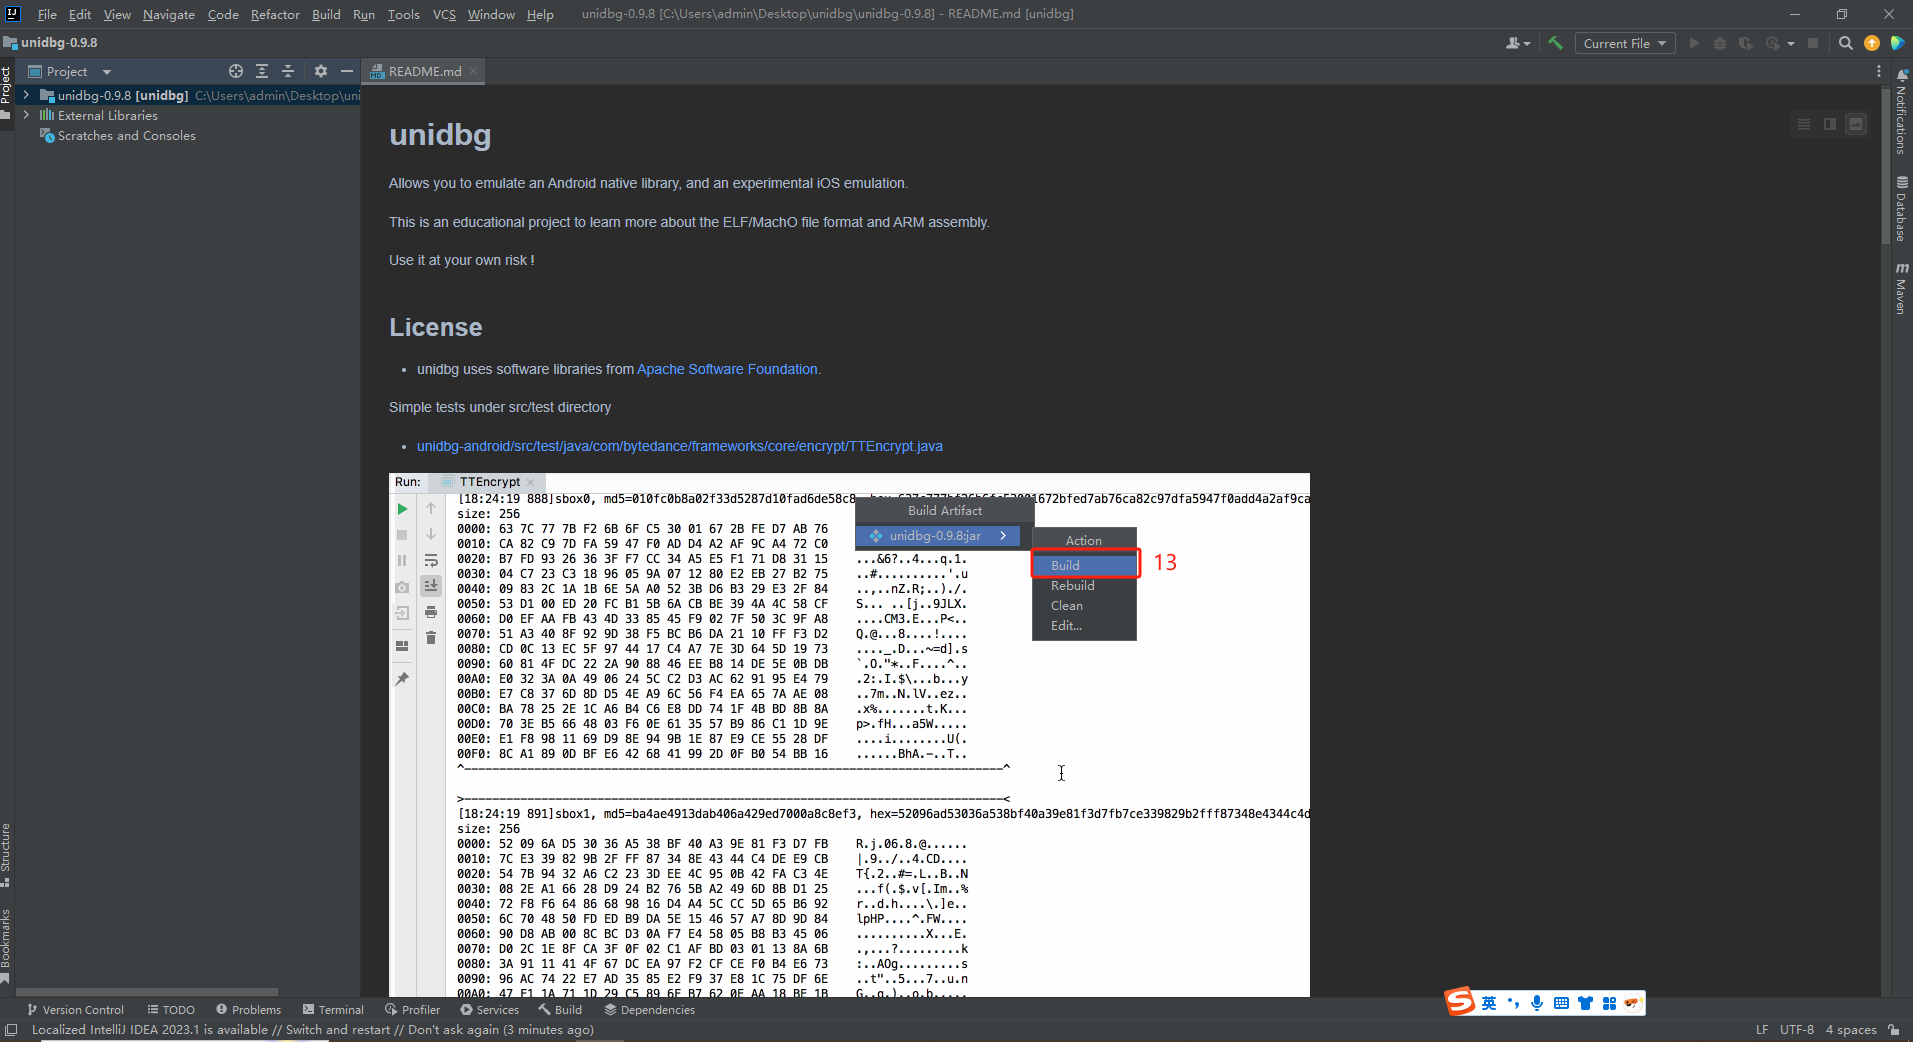 File Edit View Navigate Code Refactor Build Run Tools VCS Window Help unidbg-0.9.8 [C:\Users\admin\Desktop\unidbg\unidbg-0.9.8] - README.md [unidbg]
unidbg-0.9.8
Current File
Project
README.md
Project
unidbg-0.9.8 [unidbg] C:\Users\admin\Desktop\uni
External Libraries
Scratches and Consoles
Notifications
Database
Maven
Structure
Bookmarks
unidbg
Allows you to emulate an Android native library, and an experimental iOS emulation.
This is an educational project to learn more about the ELF/MachO file format and ARM assembly.
Use it at your own risk !
License
• unidbg uses software libraries from Apache Software Foundation.
Simple tests under src/test directory
• unidbg-android/src/test/java/com/bytedance/frameworks/core/encrypt/TTEncrypt.java
Run: TTEncrypt
[18:24:19 888]sbox0, md5=010fc0b8a02f33d5287d10fad6de58c8
size: 256
Build Artifact
unidbg-0.9.8:jar
Action
Build
13
Rebuild
Clean
Edit...
0000: 63 7C 77 7B F2 6B 6F C5 30 01 67 2B FE D7 AB 76
0010: CA 82 C9 7D FA 59 47 F0 AD D4 A2 AF 9C A4 72 C0
0020: B7 FD 93 26 36 3F F7 CC 34 A5 E5 F1 71 D8 31 15 ...&6?..4...q.1.
0030: 04 C7 23 C3 18 96 05 9A 07 12 80 E2 EB 27 B2 75 ..#..........'.u
0040: 09 83 2C 1A 1B 6E 5A A0 52 3B D6 B3 29 E3 2F 84 ..,..nZ.R;..)./.
0050: 53 D1 00 ED 20 FC B1 5B 6A CB BE 39 4A 4C 58 CF S... ..[j..9JLX.
0060: D0 EF AA FB 43 4D 33 85 45 F9 02 7F 50 3C 9F A8 ....CM3.E...P<..
0070: 51 A3 40 8F 92 9D 38 F5 BC B6 DA 21 10 FF F3 D2 Q.@...8....!....
0080: CD 0C 13 EC 5F 97 44 17 C4 A7 7E 3D 64 5D 19 73 ...._.D...~=d].s
0090: 60 81 4F DC 22 2A 90 88 46 EE B8 14 DE 5E 0B DB `.O."*..F....^..
00A0: E0 32 3A 0A 49 06 24 5C C2 D3 AC 62 91 95 E4 79 .2:.I.$\...b...y
00B0: E7 C8 37 6D 8D D5 4E A9 6C 56 F4 EA 65 7A AE 08 ..7m..N.lV..ez..
00C0: BA 78 25 2E 1C A6 B4 C6 E8 DD 74 1F 4B BD 8B 8A .x%.......t.K...
00D0: 70 3E B5 66 48 03 F6 0E 61 35 57 B9 86 C1 1D 9E p>.fH...a5W.....
00E0: E1 F8 98 11 69 D9 8E 94 9B 1E 87 E9 CE 55 28 DF ....i........U(.
00F0: 8C A1 89 0D BF E6 42 68 41 99 2D 0F B0 54 BB 16 ......BhA.-..T..
^-----------------------------------------------------------------------------^
>-----------------------------------------------------------------------------<
[18:24:19 891]sbox1, md5=ba4ae4913dab406a429ed7000a8c8ef3, hex=52096ad53036a538bf40a39e81f3d7fb7ce339829b2fff87348e4344c4d
size: 256
0000: 52 09 6A D5 30 36 A5 38 BF 40 A3 9E 81 F3 D7 FB R.j.06.8.@......
0010: 7C E3 39 82 9B 2F FF 87 34 8E 43 44 C4 DE E9 CB |.9../..4.CD....
0020: 54 7B 94 32 A6 C2 23 3D EE 4C 95 0B 42 FA C3 4E T{.2..#=.L..B..N
0030: 08 2E A1 66 28 D9 24 B2 76 5B A2 49 6D 8B D1 25 ...f(.$.v[.Im..%
0040: 72 F8 F6 64 86 68 98 16 D4 A4 5C CC 5D 65 B6 92 r..d.h....\.]e..
0050: 6C 70 48 50 FD ED B9 DA 5E 15 46 57 A7 8D 9D 84 lpHP....^.FW....
0060: 90 D8 AB 00 8C BC D3 0A F7 E4 58 05 B8 B3 45 06 ..........X...E.
0070: D0 2C 1E 8F CA 3F 0F 02 C1 AF BD 03 01 13 8A 6B .,...?.........k
0080: 3A 91 11 41 4F 67 DC EA 97 F2 CF CE F0 B4 E6 73 :..AOg.........s
0090: 96 AC 74 22 E7 AD 35 85 E2 F9 37 E8 1C 75 DF 6E ..t"..5...7..u.n
00A0: 47 F1 1A 71 1D 29 C5 89 6F B7 62 0E AA 18 BE 1B G..q.)..o.b.....
Version Control TODO Problems Terminal Profiler Services Build Dependencies
英
Localized IntelliJ IDEA 2023.1 is available // Switch and restart // Don't ask again (3 minutes ago)
LF UTF-8 4 spaces